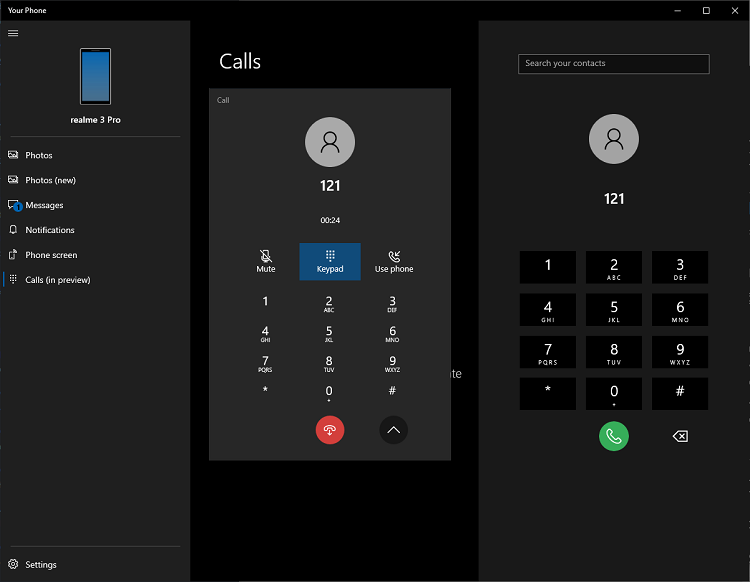 Your Phone
realme 3 Pro
Photos
Photos (new)
1
Messages
Notifications
Phone screen
Calls (in preview)
Settings
Calls
Call
121
00:24
Mute
Keypad
Use phone
1 2 3
ABC DEF
4 5 6
GHI JKL MNO
7 8 9
PQRS TUV WXYZ
* 0 #
+
Search your contacts
121
1 2 3
ABC DEF
4 5 6
GHI JKL MNO
7 8 9
PQRS TUV WXYZ
* 0 #
+